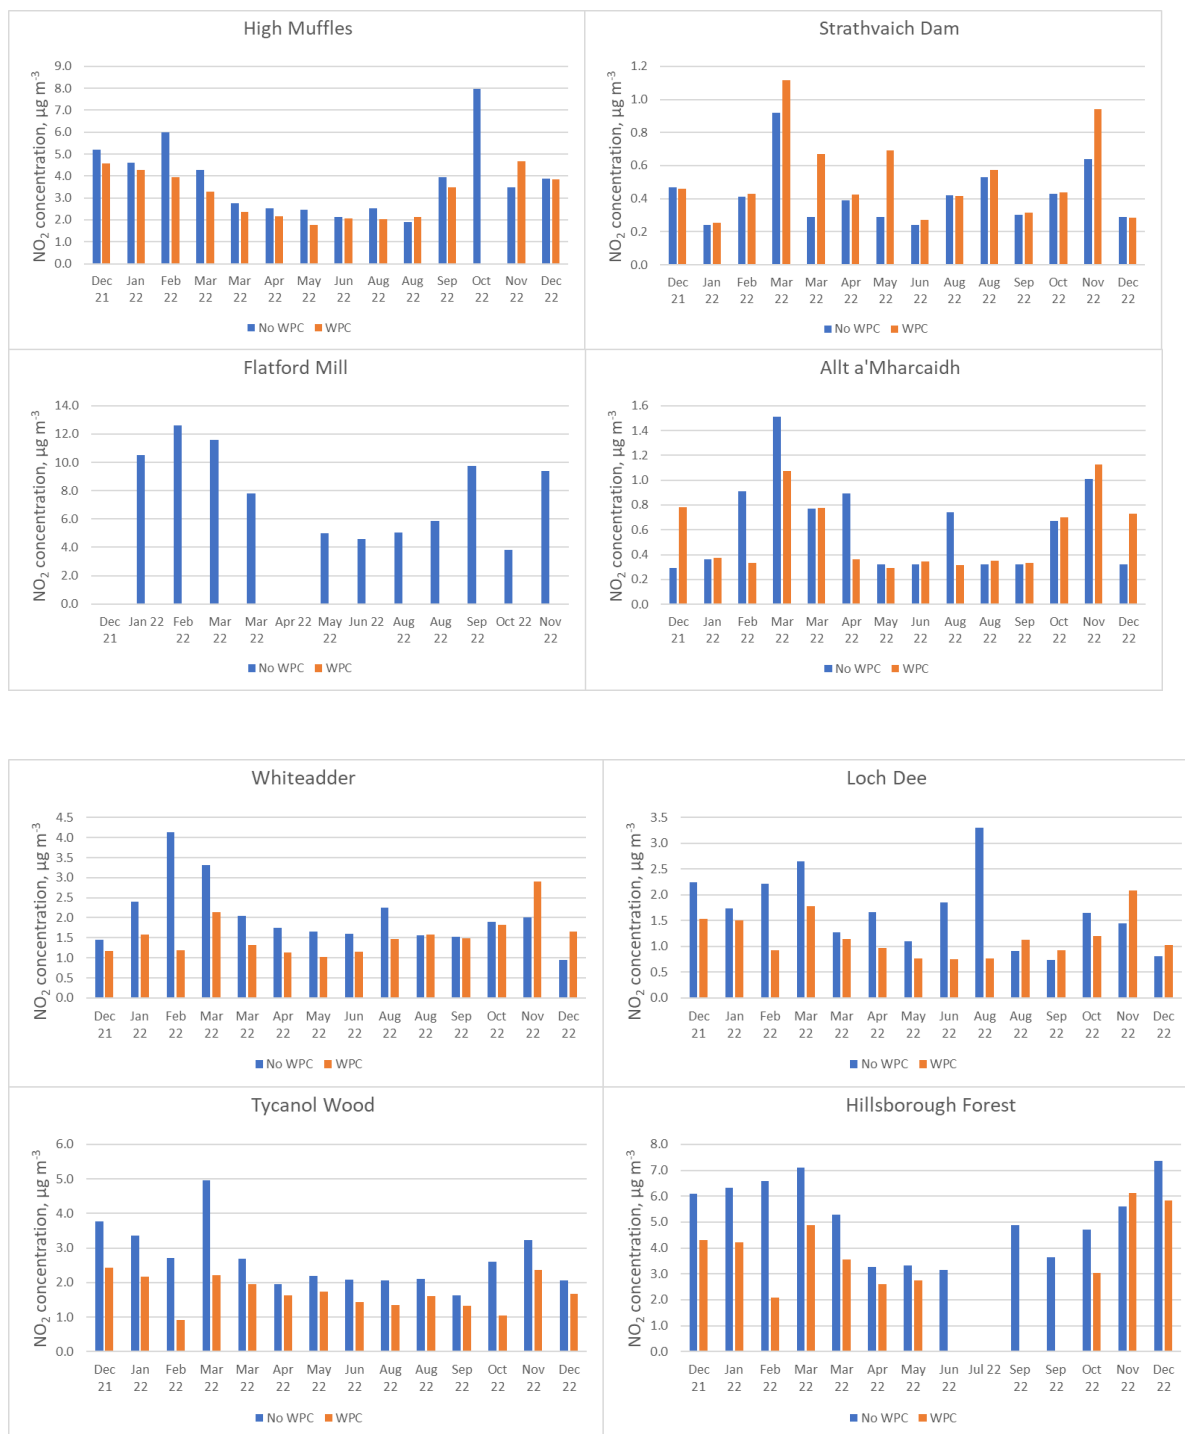 High Muffles
NO2 concentration, µg m-3
9.0
8.0
7.0
6.0
5.0
4.0
3.0
2.0
1.0
0.0
Dec Jan Feb Mar Mar Apr May Jun Aug Aug Sep Oct Nov Dec
21 22 22 22 22 22 22 22 22 22 22 22 22 22
No WPC WPC
Strathvaich Dam
NO2 concentration, µg m-3
1.2
1.0
0.8
0.6
0.4
0.2
0.0
Dec Jan Feb Mar Mar Apr May Jun Aug Aug Sep Oct Nov Dec
21 22 22 22 22 22 22 22 22 22 22 22 22 22
No WPC WPC
Flatford Mill
NO2 concentration, µg m-3
14.0
12.0
10.0
8.0
6.0
4.0
2.0
0.0
Dec Jan 22 Feb Mar Mar Apr 22 May Jun 22 Aug Aug Sep Oct 22 Nov
21 22 22 22 22 22 22 22 22
No WPC WPC
Allt a'Mharcaidh
NO2 concentration, µg m-3
1.6
1.4
1.2
1.0
0.8
0.6
0.4
0.2
0.0
Dec Jan Feb Mar Mar Apr May Jun Aug Aug Sep Oct Nov Dec
21 22 22 22 22 22 22 22 22 22 22 22 22 22
No WPC WPC
Whiteadder
NO2 concentration, µg m-3
4.5
4.0
3.5
3.0
2.5
2.0
1.5
1.0
0.5
0.0
Dec Jan Feb Mar Mar Apr May Jun Aug Aug Sep Oct Nov Dec
21 22 22 22 22 22 22 22 22 22 22 22 22 22
No WPC WPC
Loch Dee
NO2 concentration, µg m-3
3.5
3.0
2.5
2.0
1.5
1.0
0.5
0.0
Dec Jan Feb Mar Mar Apr May Jun Aug Aug Sep Oct Nov Dec
21 22 22 22 22 22 22 22 22 22 22 22 22 22
No WPC WPC
Tycanol Wood
NO2 concentration, µg m-3
6.0
5.0
4.0
3.0
2.0
1.0
0.0
Dec Jan Feb Mar Mar Apr May Jun Aug Aug Sep Oct Nov Dec
21 22 22 22 22 22 22 22 22 22 22 22 22 22
No WPC WPC
Hillsborough Forest
NO2 concentration, µg m-3
8.0
7.0
6.0
5.0
4.0
3.0
2.0
1.0
0.0
Dec Jan Feb Mar Mar Apr May Jun Jul 22 Sep Sep Oct Nov Dec
21 22 22 22 22 22 22 22 22 22 22 22 22
No WPC WPC